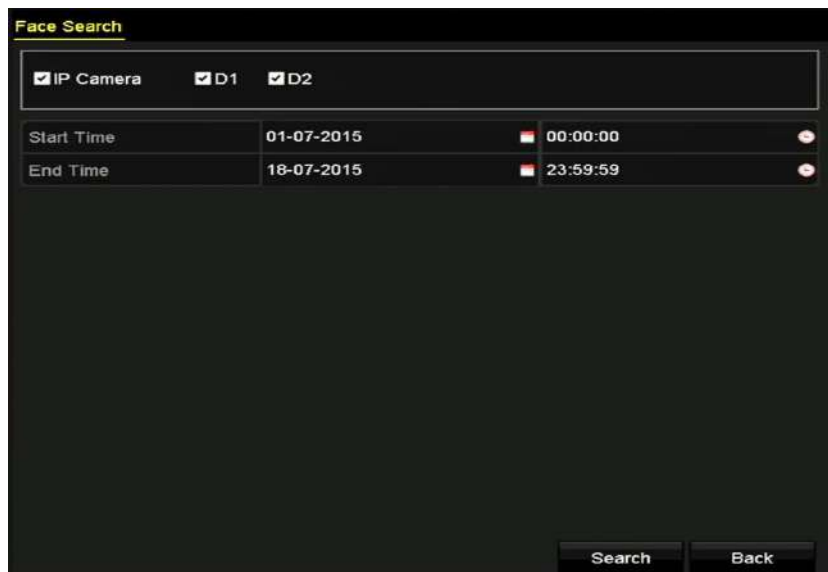 Face Search
IP Camera D1 D2
Start Time 01-07-2015 00:00:00
End Time 18-07-2015 23:59:59
Search Back